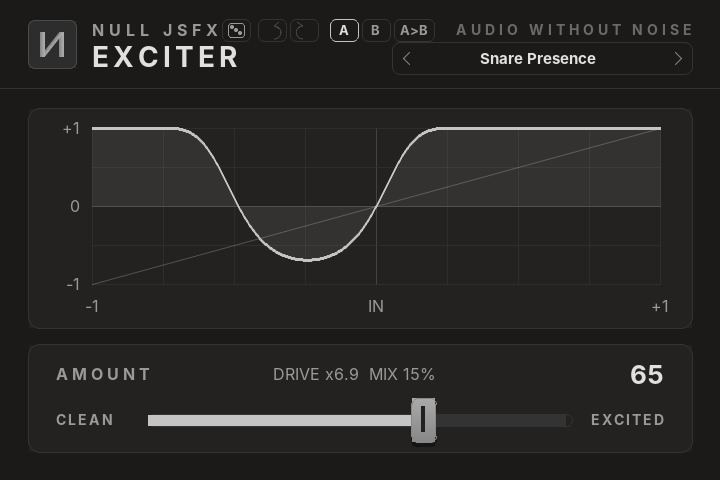 NULL JSFX A B A>B AUDIO WITHOUT NOISE
EXCITER Snare Presence
+1
0
-1
-1 IN +1
AMOUNT DRIVE x6.9 MIX 15% 65
CLEAN EXCITED